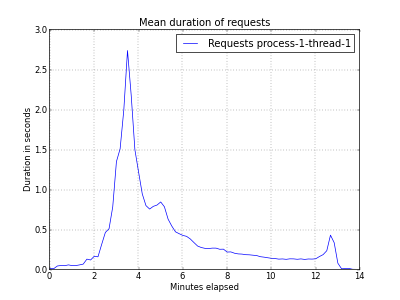 Mean duration of requests
Requests process-1-thread-1
3.0
2.5
2.0
1.5
1.0
0.5
0.0
Duration in seconds
0 2 4 6 8 10 12 14
Minutes elapsed